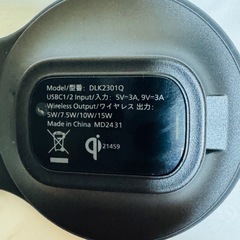 Model/型番: DLK2301Q
USBC1/2 Input/入力: 5V⎓3A, 9V⎓3A
Wireless Output/ワイヤレス 出力:
5W/7.5W/10W/15W
Made in China MD2431
qi 21459